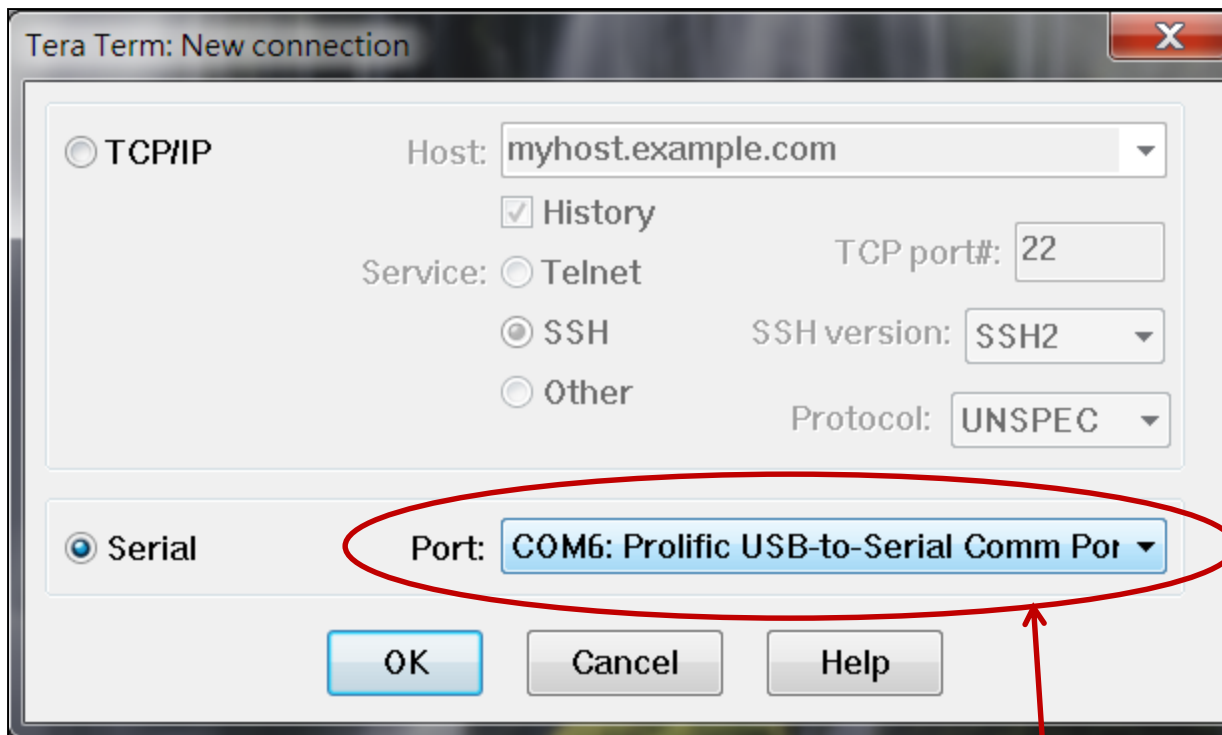 Tera Term: New connection
TCP/IP
Host: myhost.example.com
History
Service: Telnet
TCP port#: 22
SSH
SSH version: SSH2
Other
Protocol: UNSPEC
Serial
Port: COM6: Prolific USB-to-Serial Comm Por
OK Cancel Help